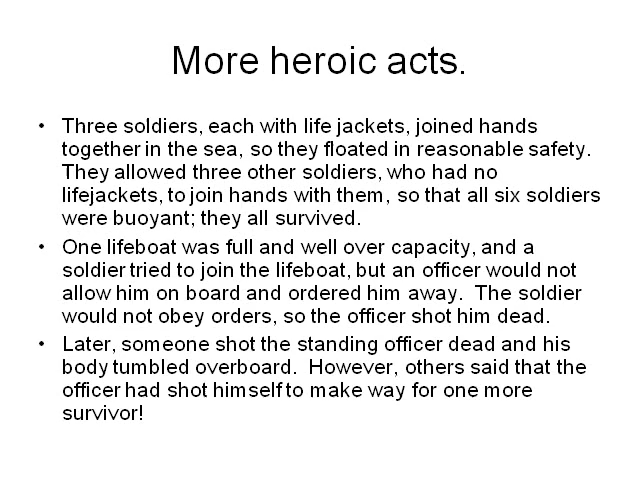 More heroic acts.
• Three soldiers, each with life jackets, joined hands
together in the sea, so they floated in reasonable safety.
They allowed three other soldiers, who had no
lifejackets, to join hands with them, so that all six soldiers
were buoyant; they all survived.
• One lifeboat was full and well over capacity, and a
soldier tried to join the lifeboat, but an officer would not
allow him on board and ordered him away.  The soldier
would not obey orders, so the officer shot him dead.
• Later, someone shot the standing officer dead and his
body tumbled overboard.  However, others said that the
officer had shot himself to make way for one more
survivor!